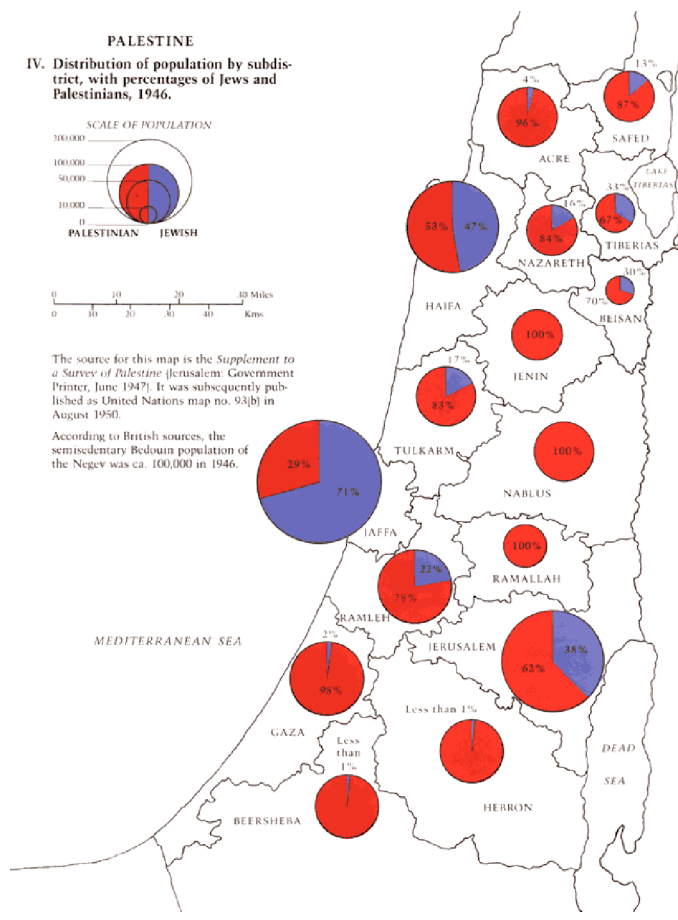 PALESTINE
IV. Distribution of population by subdis-
trict, with percentages of Jews and
Palestinians, 1946.
SCALE OF POPULATION
200,000
100,000
50,000
10,000
0
PALESTINIAN JEWISH
0 10 20 30 Miles
0 10 20 30 40 Kms
The source for this map is the Supplement to
a Survey of Palestine (Jerusalem: Government
Printer, June 1947). It was subsequently pub-
lished as United Nations map no. 93(b) in
August 1950.
According to British sources, the
semisedentary Bedouin population of
the Negev was ca. 100,000 in 1946.
4%
96%
ACRE
13%
87%
SAFED
LAKE
TIBERIAS
33%
67%
TIBERIAS
16%
84%
NAZARETH
53% 47%
HAIFA
30%
70%
BEISAN
100%
JENIN
17%
83%
TULKARM
100%
NABLUS
29%
71%
JAFFA
100%
RAMALLAH
22%
78%
RAMLEH
JERUSALEM
38%
62%
MEDITERRANEAN SEA
2%
98%
GAZA
Less than 1%
HEBRON
Less
than
1%
BEERSHEBA
DEAD
SEA